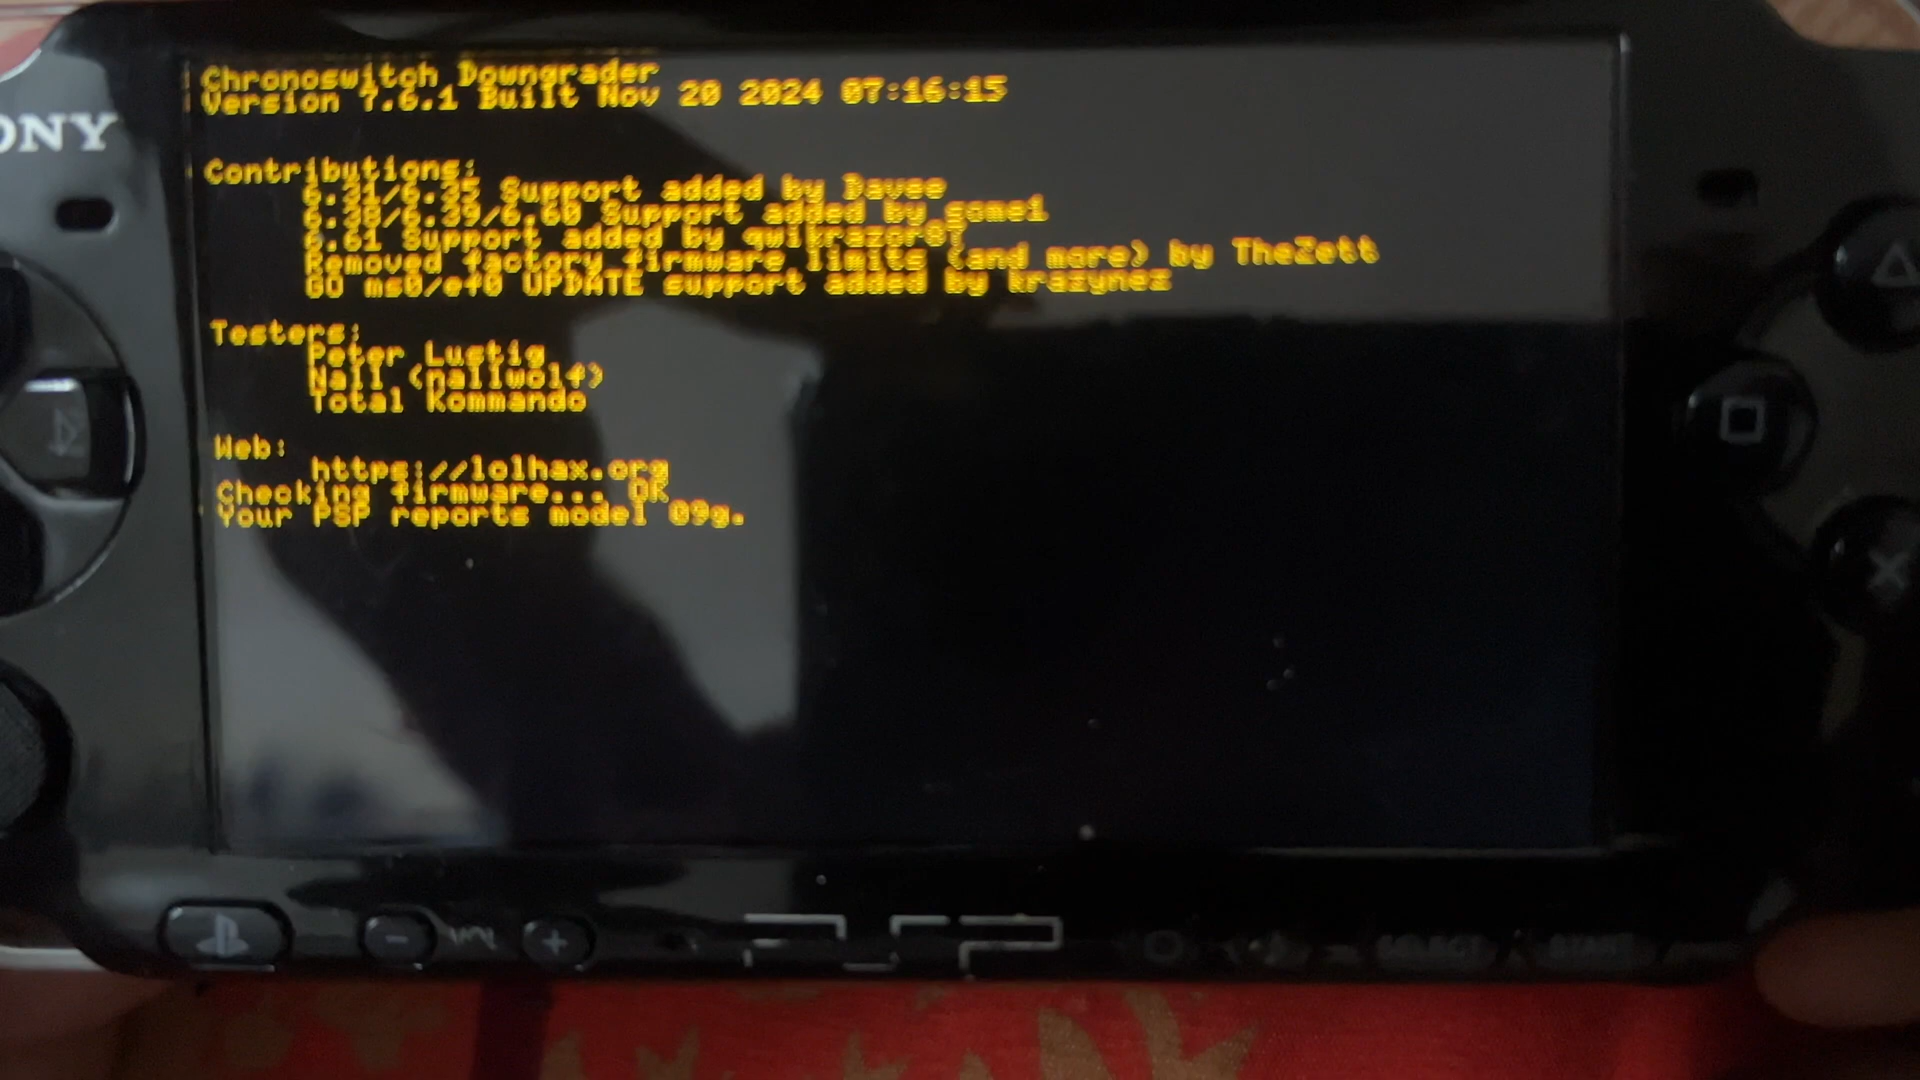 SONY
Chronoswitch Downgrader
Version 7.6.1 Built Nov 20 2024 07:16:15
Contributions:
6.31/6.35 Support added by Davee
6.38/6.39/6.60 Support added by some1
6.61 Support added by qwikrazor87
Removed factory firmware limits (and more) by TheZett
GO ms0/ef0 UPDATE support added by krazynez
Testers:
Peter Lustig
Nall (nallwolf)
Total Kommando
Web:
https://lolhax.org
Checking firmware... OK
Your PSP reports model 09g.
SELECT
START